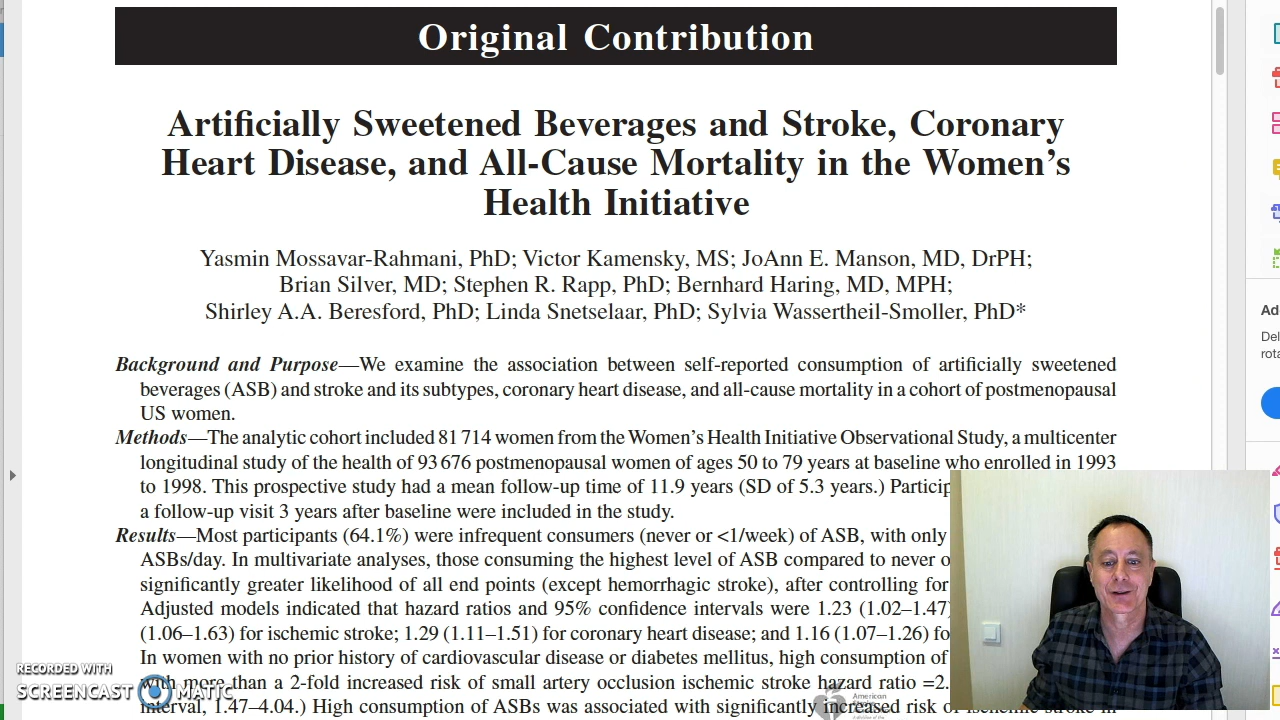 Original Contribution
Artificially Sweetened Beverages and Stroke, Coronary
Heart Disease, and All-Cause Mortality in the Women's
Health Initiative
Yasmin Mossavar-Rahmani, PhD; Victor Kamensky, MS; JoAnn E. Manson, MD, DrPH;
Brian Silver, MD; Stephen R. Rapp, PhD; Bernhard Haring, MD, MPH;
Shirley A.A. Beresford, PhD; Linda Snetselaar, PhD; Sylvia Wassertheil-Smoller, PhD*
Background and Purpose—We examine the association between self-reported consumption of artificially sweetened
beverages (ASB) and stroke and its subtypes, coronary heart disease, and all-cause mortality in a cohort of postmenopausal
US women.
Methods—The analytic cohort included 81 714 women from the Women's Health Initiative Observational Study, a multicenter
longitudinal study of the health of 93 676 postmenopausal women of ages 50 to 79 years at baseline who enrolled in 1993
to 1998. This prospective study had a mean follow-up time of 11.9 years (SD of 5.3 years.) Particip
a follow-up visit 3 years after baseline were included in the study.
Results—Most participants (64.1%) were infrequent consumers (never or <1/week) of ASB, with only
ASBs/day. In multivariate analyses, those consuming the highest level of ASB compared to never o
significantly greater likelihood of all end points (except hemorrhagic stroke), after controlling for
Adjusted models indicated that hazard ratios and 95% confidence intervals were 1.23 (1.02–1.47)
(1.06–1.63) for ischemic stroke; 1.29 (1.11–1.51) for coronary heart disease; and 1.16 (1.07–1.26) fo
In women with no prior history of cardiovascular disease or diabetes mellitus, high consumption of
with more than a 2-fold increased risk of small artery occlusion ischemic stroke hazard ratio =2.
interval, 1.47–4.04.) High consumption of ASBs was associated with significantly increased risk of ischemic stroke in
American
Ad
Del
rota
RECORDED WITH
SCREENCAST MATIC